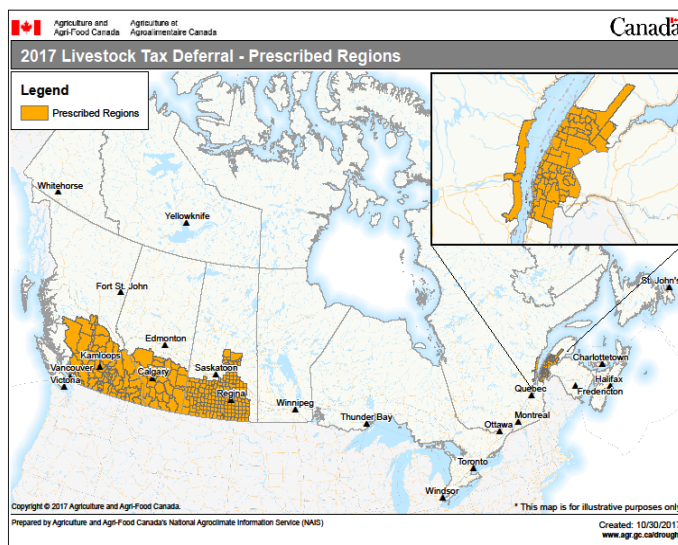 Agriculture and Agriculture et
Agri-Food Canada Agroalimentaire Canada
Canada
2017 Livestock Tax Deferral - Prescribed Regions
Legend
Prescribed Regions
Whitehorse
Yellowknife
Fort St. John
St. John's
Edmonton
Kamloops
Vancouver
Calgary
Saskatoon
Victoria
Regina
Winnipeg
Thunder Bay
Charlottetown
Quebec
Halifax
Fredericton
Montreal
Ottawa
Toronto
Windsor
* This map is for illustrative purposes only
Copyright © 2017 Agriculture and Agri-Food Canada.
Prepared by Agriculture and Agri-Food Canada's National Agroclimate Information Service (NAIS)
Created: 10/30/2017
www.agr.gc.ca/drough